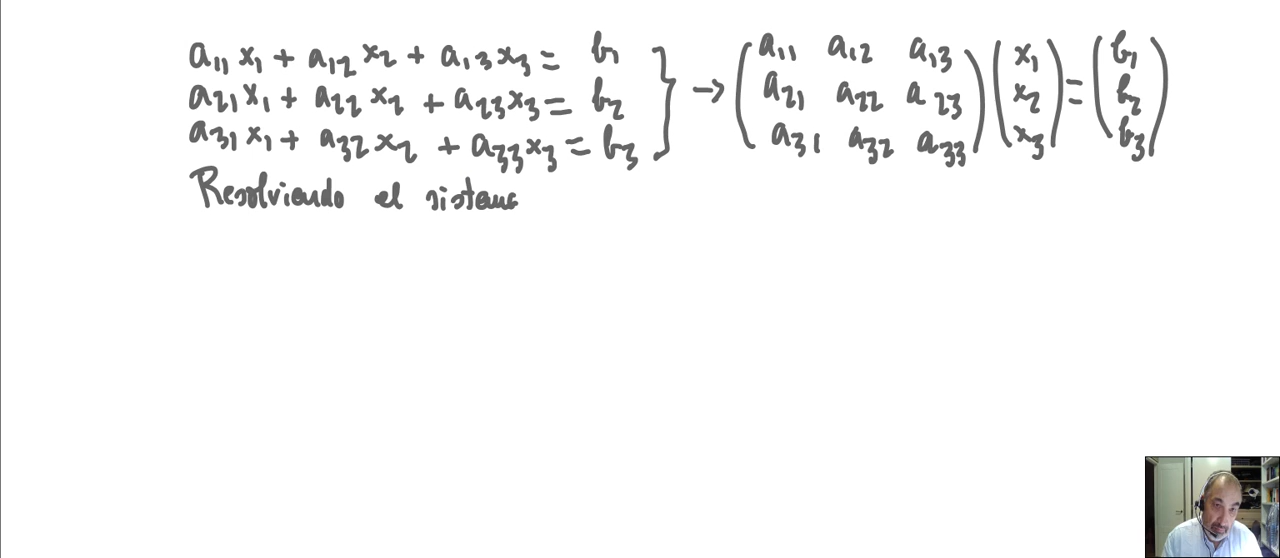 a₁₁ x₁ + a₁₂ x₂ + a₁₃ x₃ = b₁ } → ( a₁₁ a₁₂ a₁₃ ) ( x₁ ) = ( b₁ )
a₂₁ x₁ + a₂₂ x₂ + a₂₃ x₃ = b₂ } ( a₂₁ a₂₂ a₂₃ ) ( x₂ ) ( b₂ )
a₃₁ x₁ + a₃₂ x₂ + a₃₃ x₃ = b₃ } ( a₃₁ a₃₂ a₃₃ ) ( x₃ ) ( b₃ )
Resolviendo el sistema